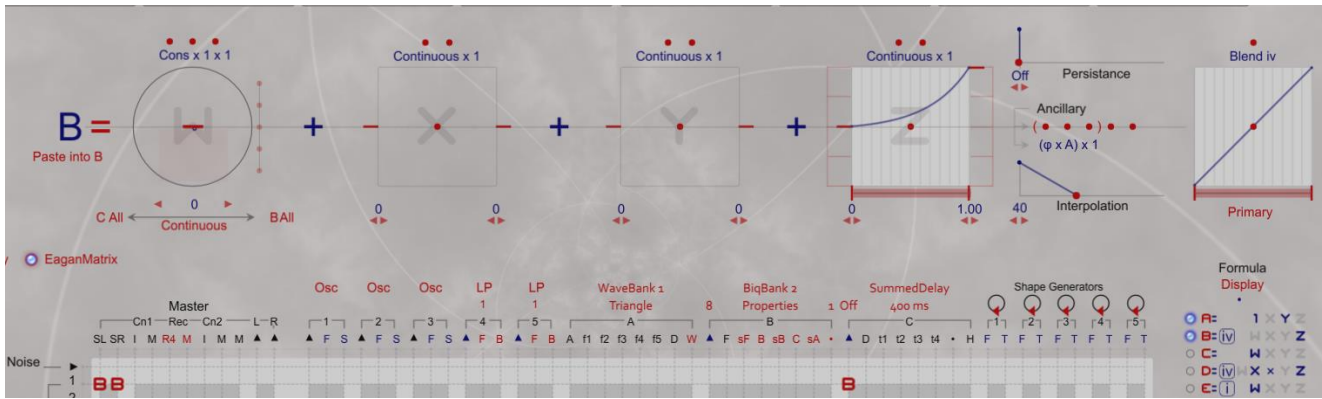 Cons x 1 x 1
Continuous x 1
Continuous x 1
Continuous x 1
Blend iv
Off
Persistance
W X Y Z
B = + + +
Ancillary
Paste into B
( )
(φ x A) x 1
C All 0 B All
Continuous
0 0 0 0 0 1.00
40
Interpolation
Primary
EaganMatrix
Formula
Display
Osc Osc Osc LP LP WaveBank 1 BiqBank 2 SummedDelay Shape Generators
Master 1 1 Triangle 8 Properties 1 Off 400 ms
Cn1 Rec Cn2 L R 1 2 3 4 5 A B C 1 2 3 4 5
SL SR I M R4 M I M M ▲ ▲ ▲ F S ▲ F S ▲ F S ▲ F B ▲ F B A f1 f2 f3 f4 f5 D W ▲ F sF B sB C sA • ▲ D t1 t2 t3 t4 • H F T F T F T F T F T
A= 1 X Y Z
B= iv W X Y Z
C= W X Y Z
D= iv W X × Y Z
E= i W X Y Z
Noise
1 B B B
2